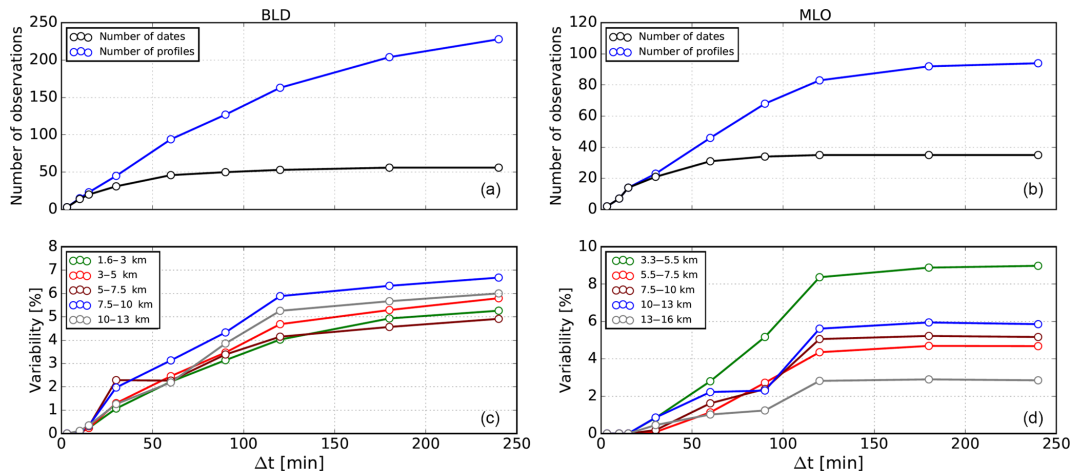 BLD
MLO
Number of observations
250
200
150
100
50
0
Number of dates
Number of profiles
(a)
Number of observations
120
100
80
60
40
20
0
Number of dates
Number of profiles
(b)
Variability [%]
8
7
6
5
4
3
2
1
0
1.6−3 km
3−5 km
5−7.5 km
7.5−10 km
10−13 km
(c)
0
50
100
150
200
250
Δt [min]
Variability [%]
10
8
6
4
2
0
3.3−5.5 km
5.5−7.5 km
7.5−10 km
10−13 km
13−16 km
(d)
0
50
100
150
200
250
Δt [min]